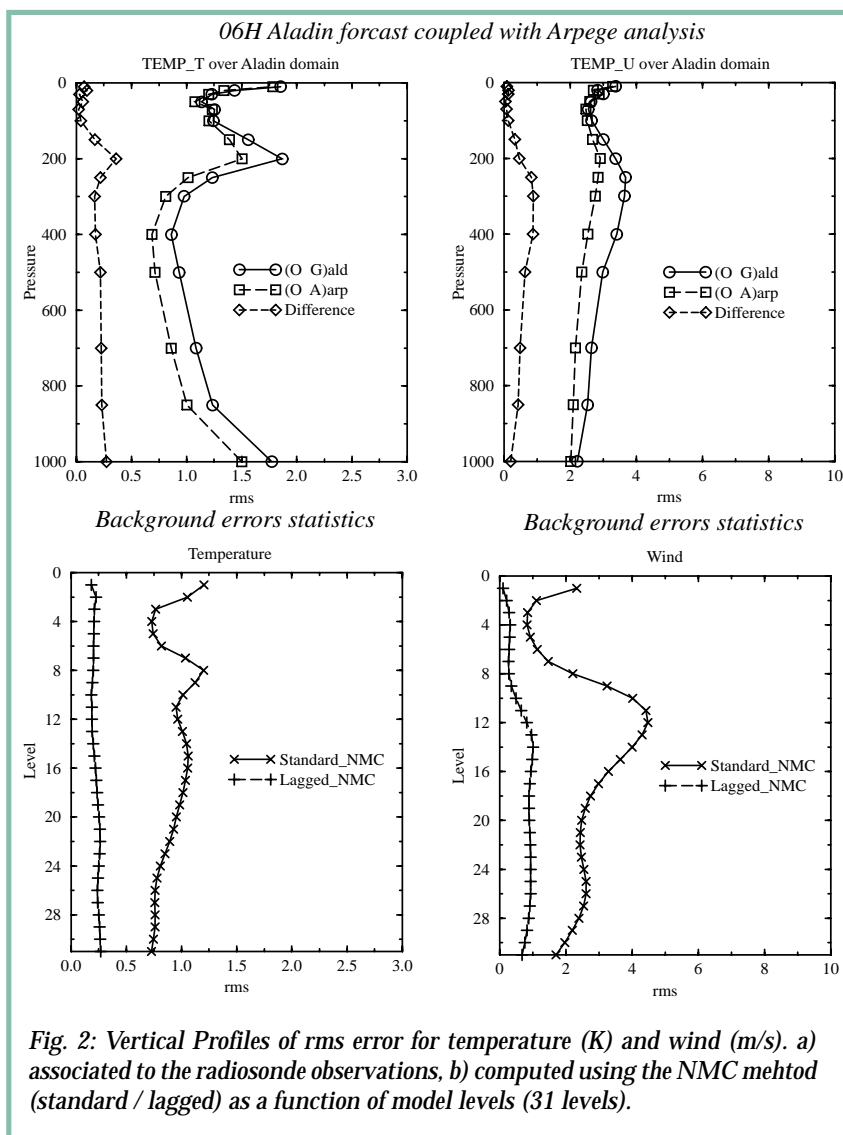 06H Aladin forcast coupled with Arpege analysis
TEMP_T over Aladin domain
0
200
400
600
800
1000
Pressure
(O G)ald
(O A)arp
Difference
0.0 0.5 1.0 1.5 2.0 2.5 3.0
rms
TEMP_U over Aladin domain
0
200
400
600
800
1000
(O G)ald
(O A)arp
Difference
0 2 4 6 8 10
rms
Background errors statistics
Temperature
0
4
8
12
16
20
24
28
Level
Standard_NMC
Lagged_NMC
0.0 0.5 1.0 1.5 2.0 2.5 3.0
rms
Background errors statistics
Wind
0
4
8
12
16
20
24
28
Level
Standard_NMC
Lagged_NMC
0 2 4 6 8 10
rms
Fig. 2: Vertical Profiles of rms error for temperature (K) and wind (m/s). a)
associated to the radiosonde observations, b) computed using the NMC mehtod
(standard / lagged) as a function of model levels (31 levels).